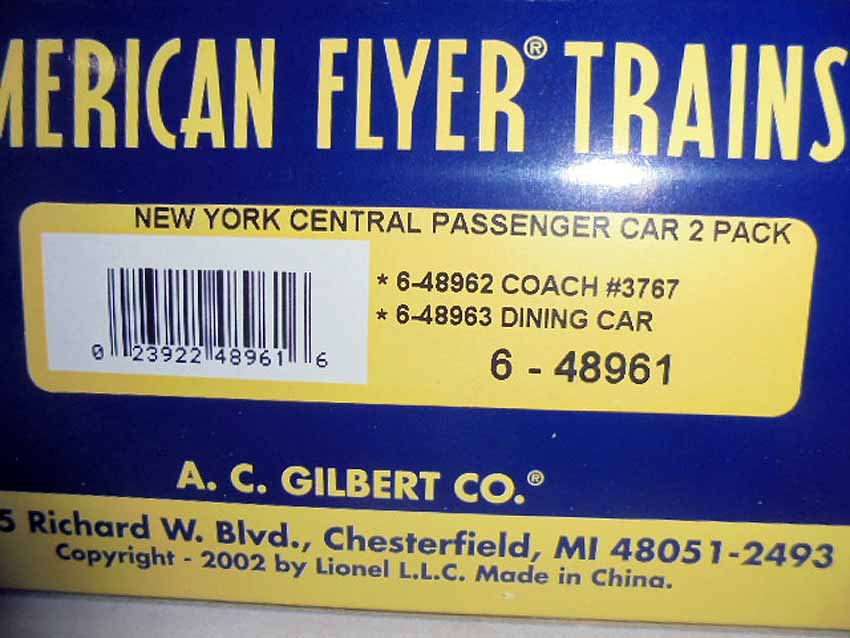 MERICAN FLYER® TRAINS
NEW YORK CENTRAL PASSENGER CAR 2 PACK
* 6-48962 COACH #3767
* 6-48963 DINING CAR
6 - 48961
0 23922 48961 6
A. C. GILBERT CO.®
5 Richard W. Blvd., Chesterfield, MI 48051-2493
Copyright - 2002 by Lionel L.L.C. Made in China.